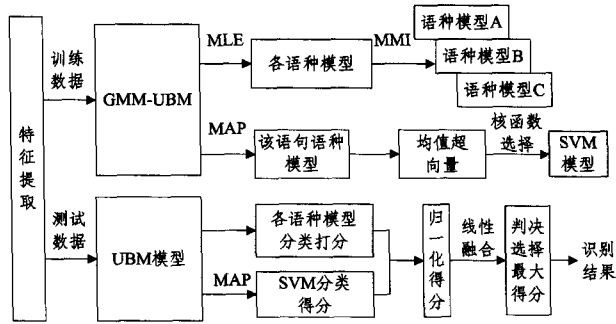 特征提取
训练
数据
GMM-UBM
MLE
各语种模型
MMI
语种模型A
语种模型B
语种模型C
MAP
该语句语种
模型
均值超
向量
核函数
选择
SVM
模型
测试
数据
UBM模型
各语种模型
分类打分
MAP
SVM分类
得分
归一化得分
线性
融合
判决
选择
最大
得分
识别
结果